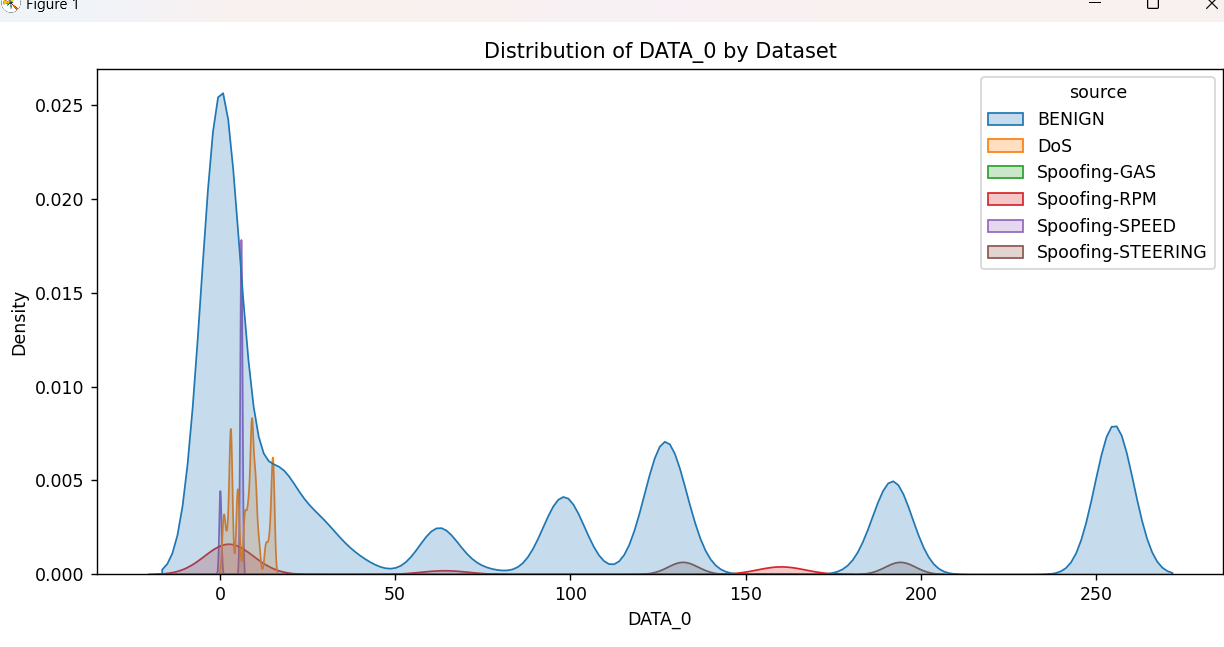 Figure 1
Distribution of DATA_0 by Dataset
source
BENIGN
DoS
Spoofing-GAS
Spoofing-RPM
Spoofing-SPEED
Spoofing-STEERING
Density
0.025
0.020
0.015
0.010
0.005
0.000
0 50 100 150 200 250
DATA_0